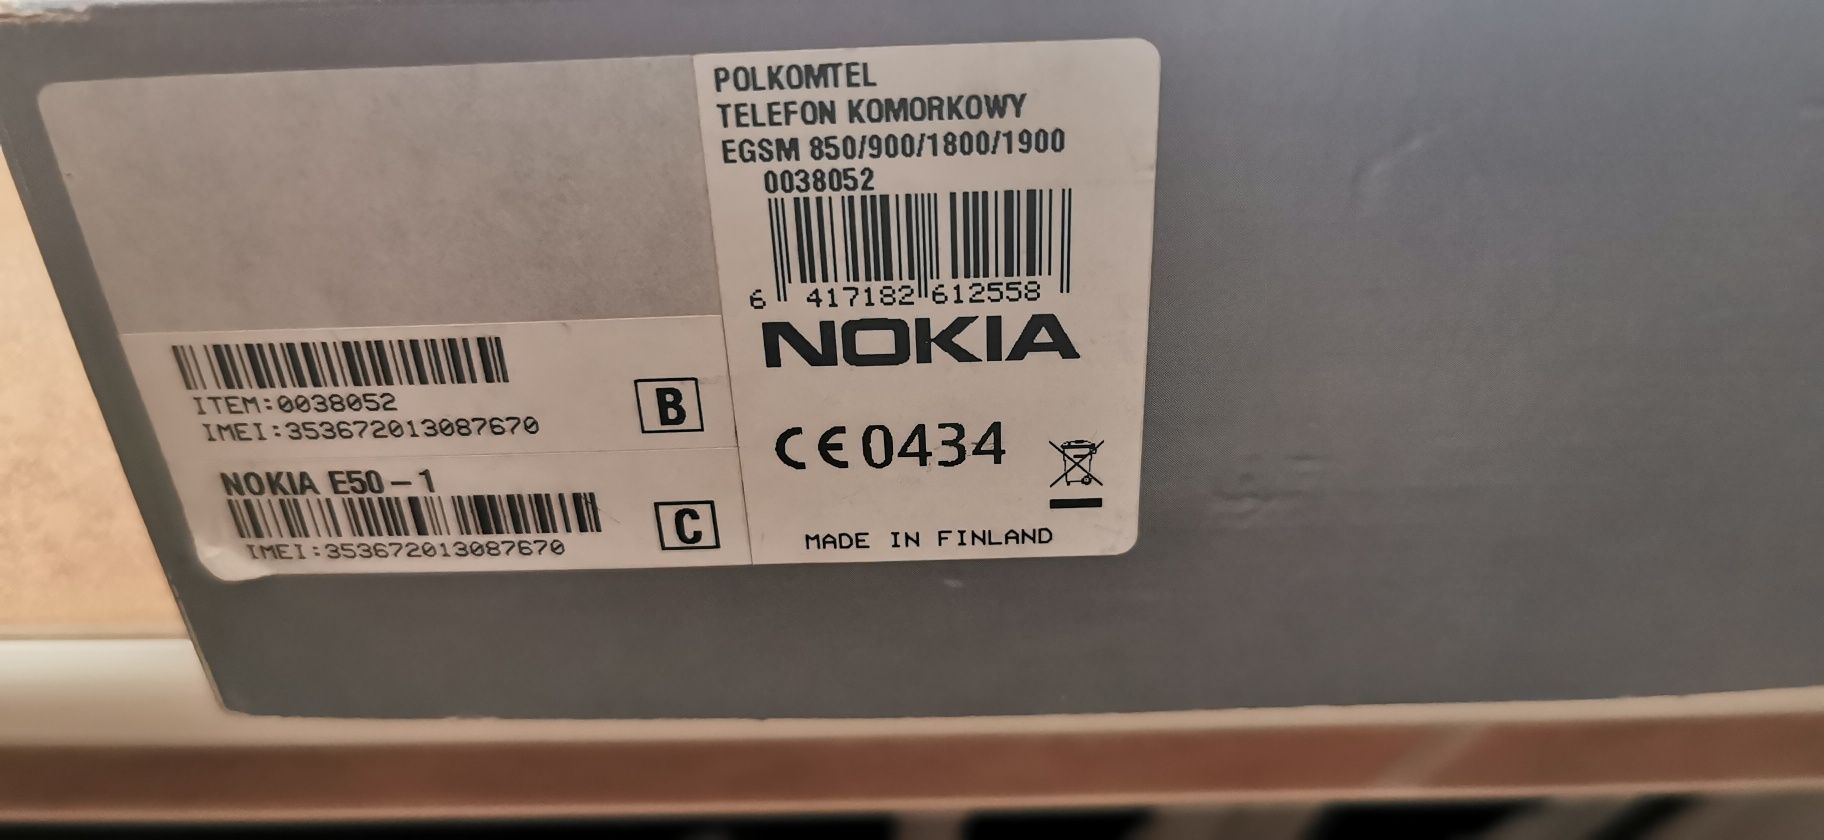 POLKOMTEL
TELEFON KOMORKOWY
EGSM 850/900/1800/1900
0038052
6 417182 612558
NOKIA
CE0434
MADE IN FINLAND
ITEM:0038052
IMEI:353672013087670
B
NOKIA E50-1
IMEI:353672013087670
C